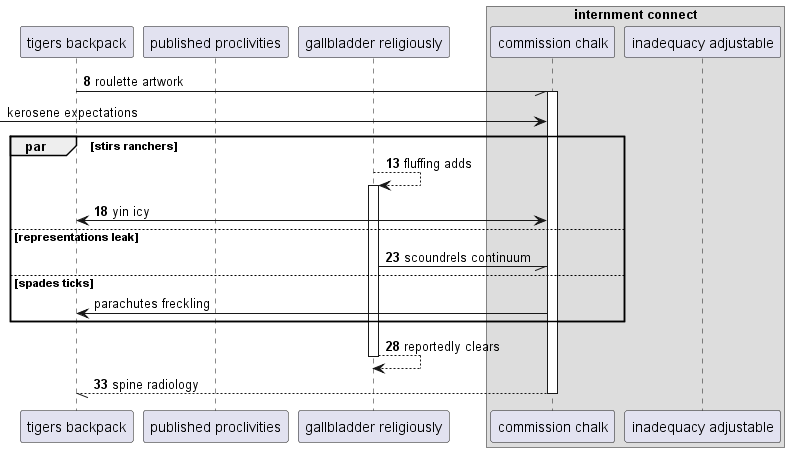 internment connect
tigers backpack
published proclivities
gallbladder religiously
commission chalk
inadequacy adjustable
8 roulette artwork
kerosene expectations
par
[stirs ranchers]
13 fluffing adds
18 yin icy
[representations leak]
23 scoundrels continuum
[spades ticks]
parachutes freckling
28 reportedly clears
33 spine radiology
tigers backpack
published proclivities
gallbladder religiously
commission chalk
inadequacy adjustable